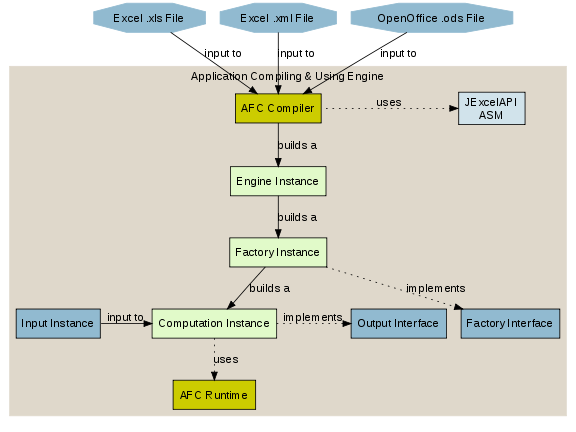 Excel .xls File
Excel .xml File
OpenOffice .ods File
input to
input to
input to
Application Compiling & Using Engine
AFC Compiler
uses
JExcelAPI
ASM
builds a
Engine Instance
builds a
Factory Instance
builds a
implements
Input Instance
input to
Computation Instance
implements
Output Interface
Factory Interface
uses
AFC Runtime